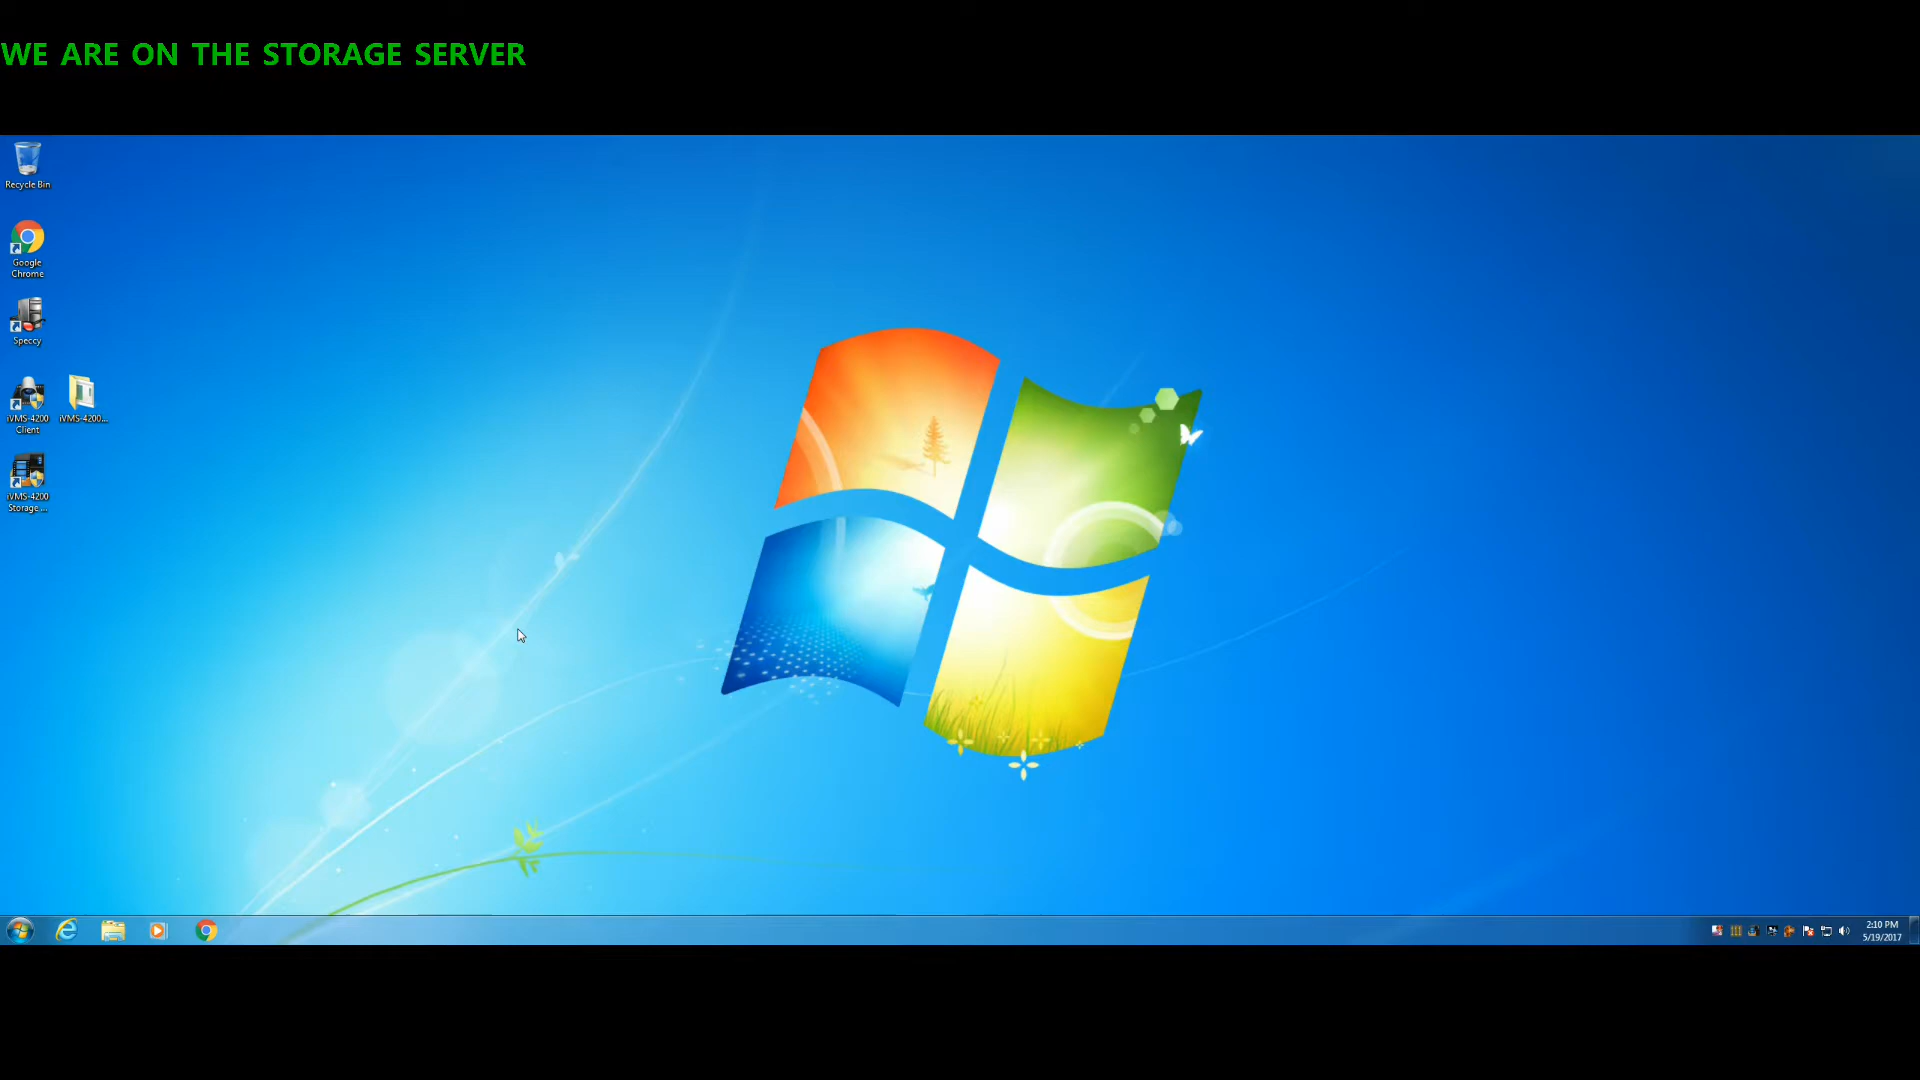 WE ARE ON THE STORAGE SERVER
Recycle Bin
Google
Chrome
Speccy
iVMS-4200
Client
iVMS-4200...
iVMS-4200
Storage ...
2:10 PM
5/19/2017